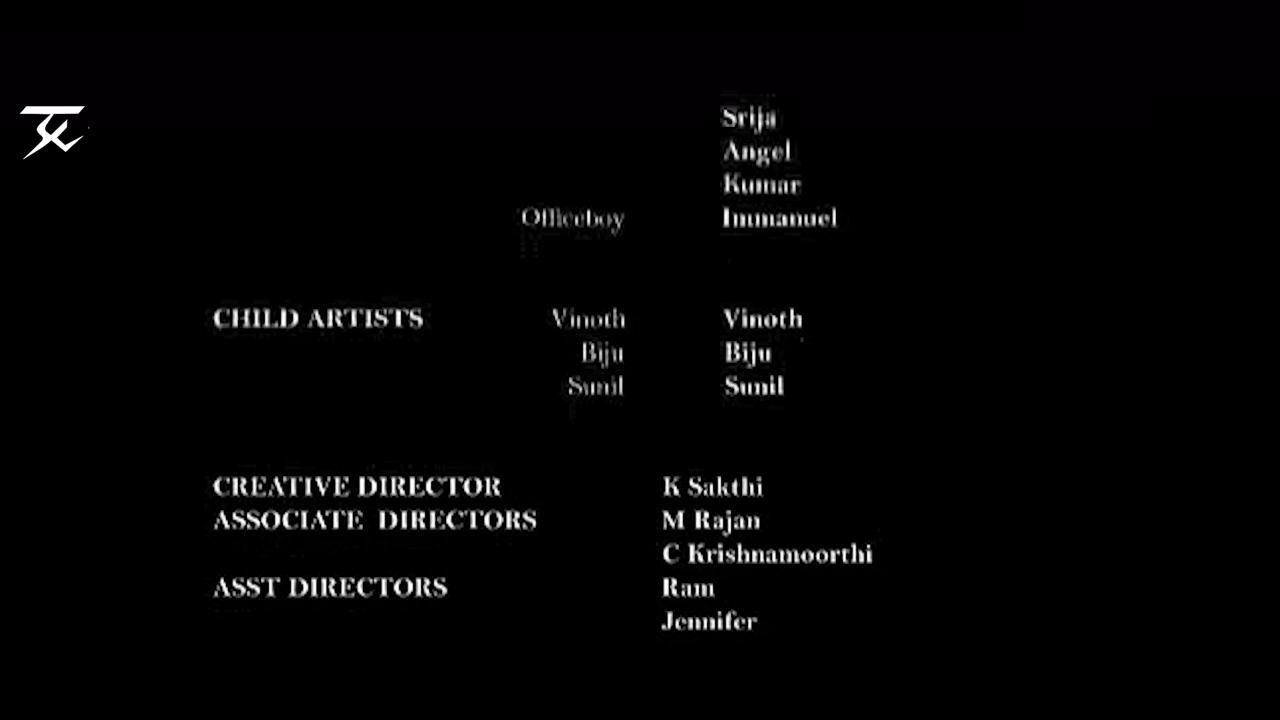 Srija
Angel
Kumar
Officeboy Immanuel
CHILD ARTISTS Vinoth Vinoth
Biju Biju
Sunil Sunil
CREATIVE DIRECTOR K Sakthi
ASSOCIATE DIRECTORS M Rajan
C Krishnamoorthi
ASST DIRECTORS Ram
Jennifer